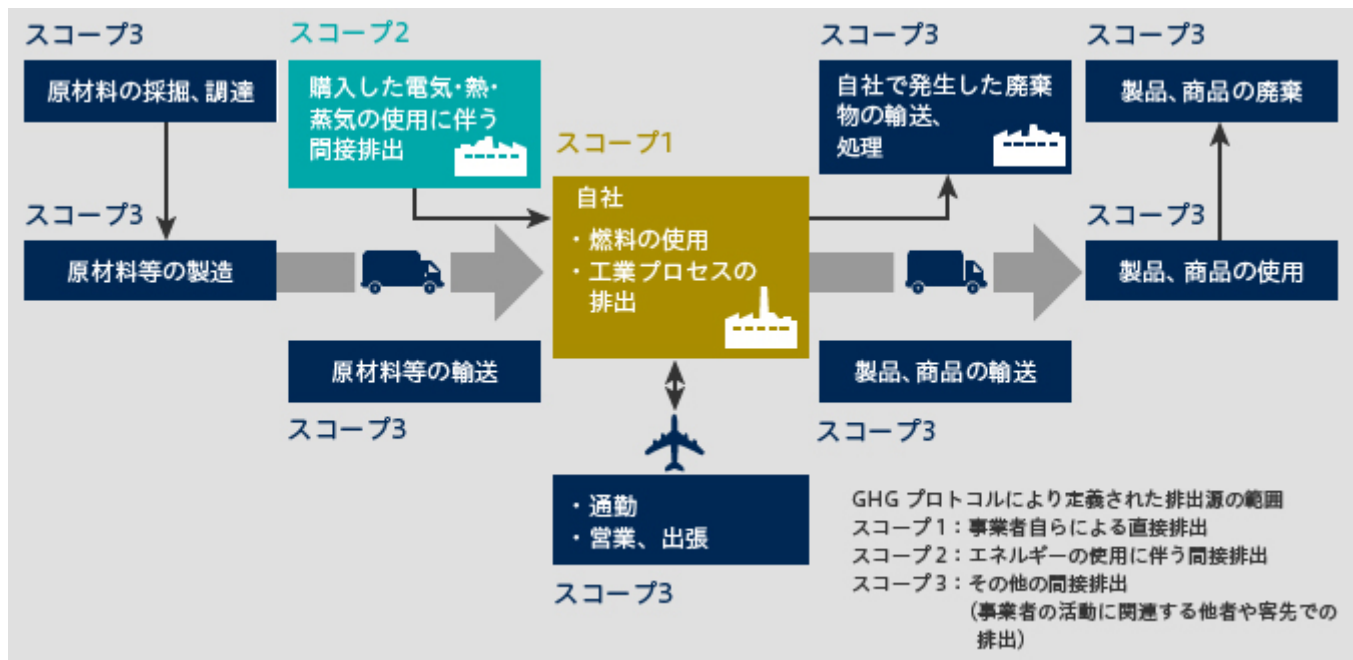 スコープ3
原材料の採掘、調達
スコープ3
原材料等の製造
スコープ2
購入した電気・熱・
蒸気の使用に伴う
間接排出
原材料等の輸送
スコープ3
スコープ1
自社
・燃料の使用
・工業プロセスの
排出
・通勤
・営業、出張
スコープ3
スコープ3
自社で発生した廃棄
物の輸送、
処理
製品、商品の輸送
スコープ3
スコープ3
製品、商品の廃棄
スコープ3
製品、商品の使用
GHG プロトコルにより定義された排出源の範囲
スコープ1：事業者自らによる直接排出
スコープ2：エネルギーの使用に伴う間接排出
スコープ3：その他の間接排出
（事業者の活動に関連する他者や客先での
排出）